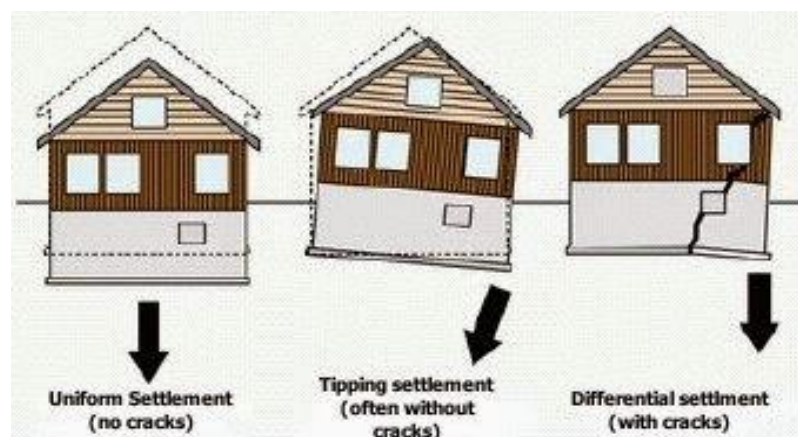 Uniform Settlement
(no cracks)
Tipping settlement
(often without
cracks)
Differential settlment
(with cracks)